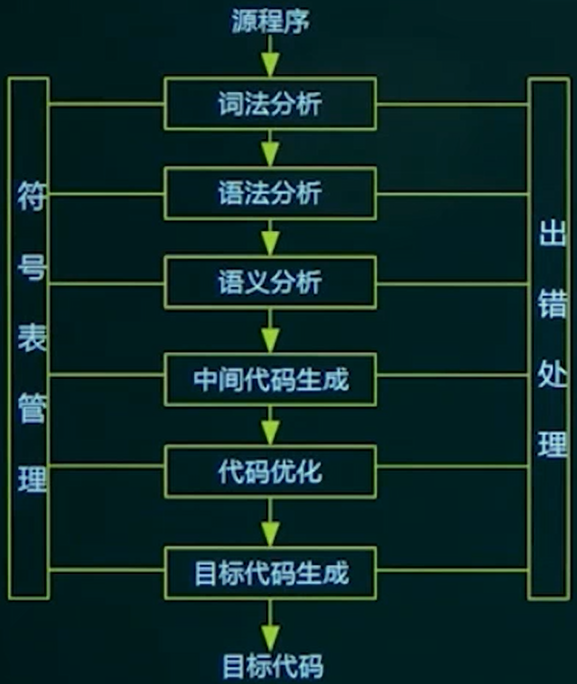 源程序
词法分析
语法分析
语义分析
中间代码生成
代码优化
目标代码生成
目标代码
符号表管理
出错处理